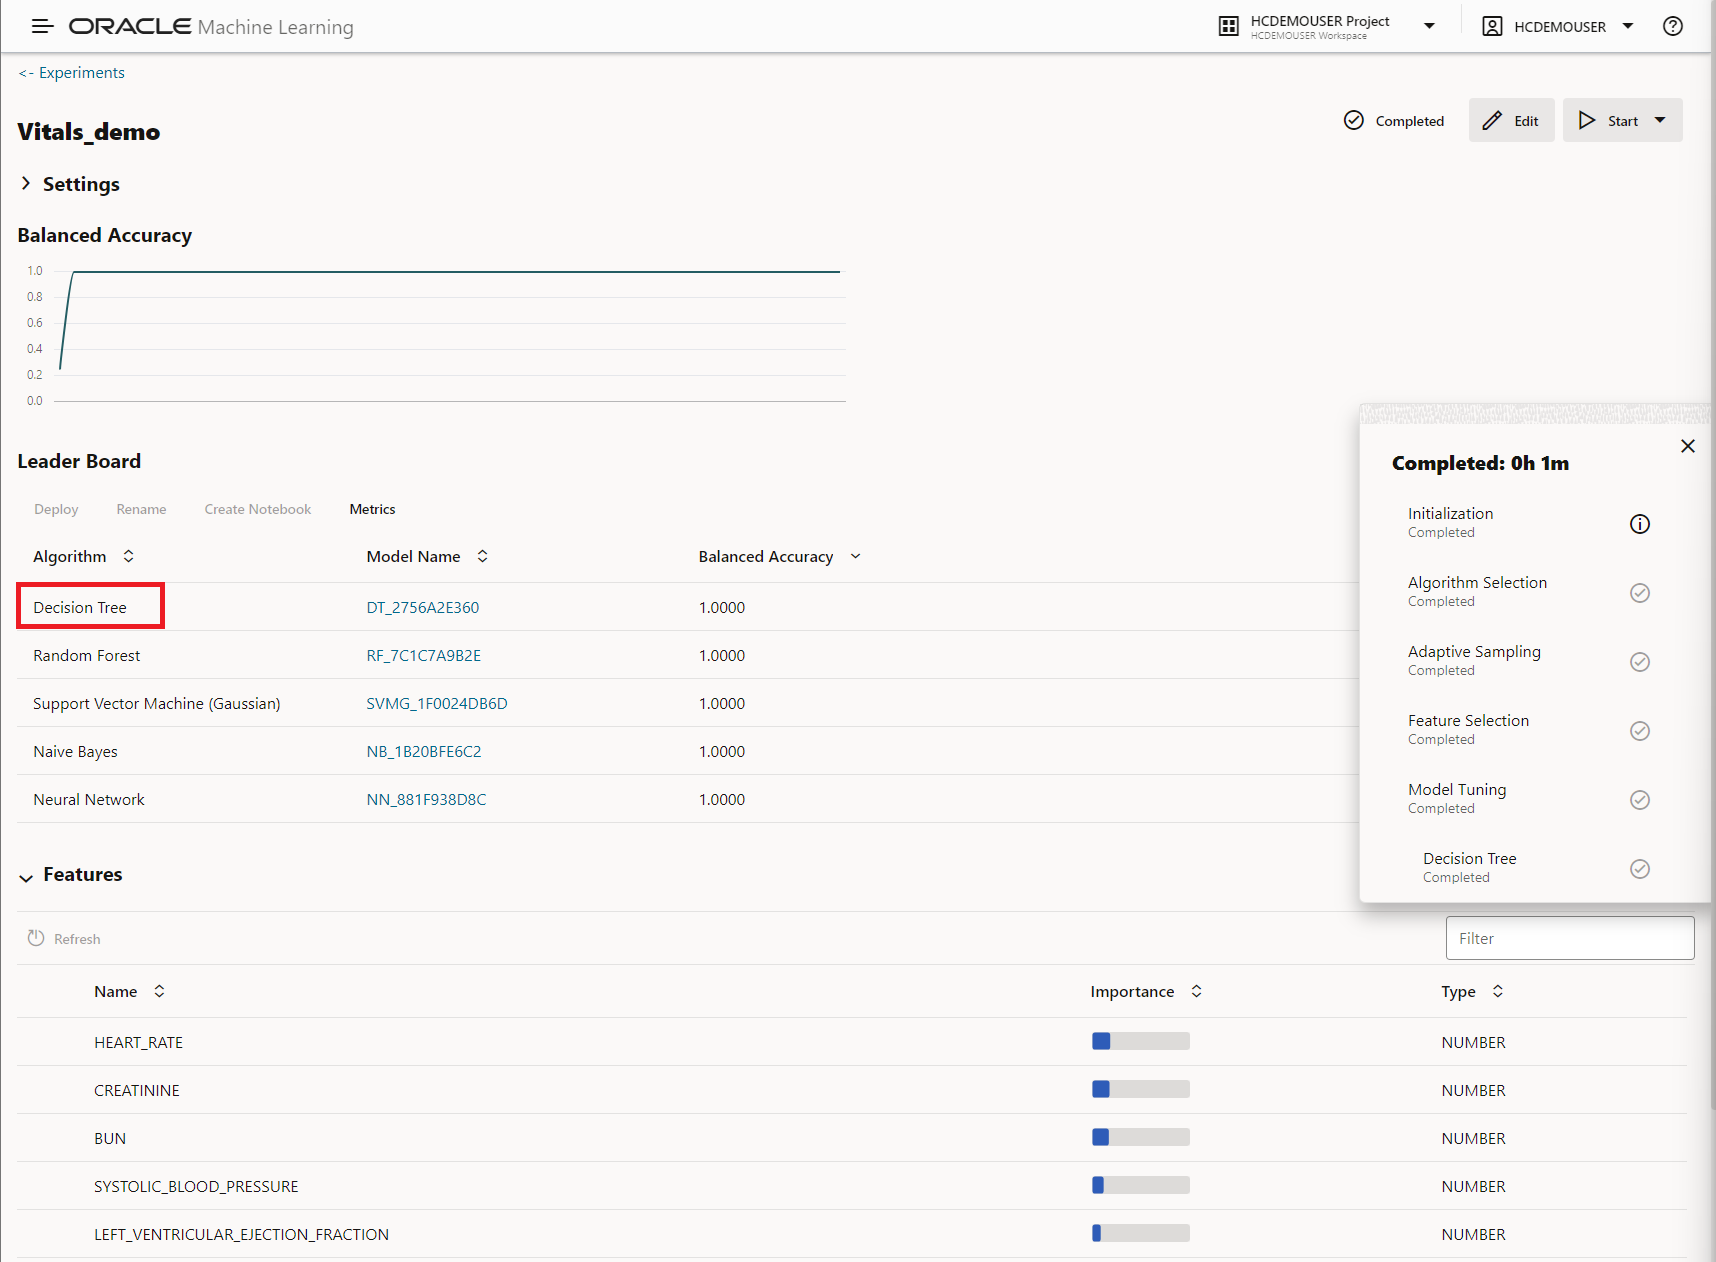 ORACLE Machine Learning
HCDEMOUSER Project
HCDEMOUSER Workspace
HCDEMOUSER
<- Experiments
Vitals_demo
Completed
Edit
Start
Settings
Balanced Accuracy
1.0
0.8
0.6
0.4
0.2
0.0
Leader Board
Deploy Rename Create Notebook Metrics
Algorithm Model Name Balanced Accuracy
Decision Tree DT_2756A2E360 1.0000
Random Forest RF_7C1C7A9B2E 1.0000
Support Vector Machine (Gaussian) SVMG_1F0024DB6D 1.0000
Naive Bayes NB_1B20BFE6C2 1.0000
Neural Network NN_881F938D8C 1.0000
Completed: 0h 1m
Initialization
Completed
Algorithm Selection
Completed
Adaptive Sampling
Completed
Feature Selection
Completed
Model Tuning
Completed
Decision Tree
Completed
Features
Refresh
Filter
Name Importance Type
HEART_RATE NUMBER
CREATININE NUMBER
BUN NUMBER
SYSTOLIC_BLOOD_PRESSURE NUMBER
LEFT_VENTRICULAR_EJECTION_FRACTION NUMBER